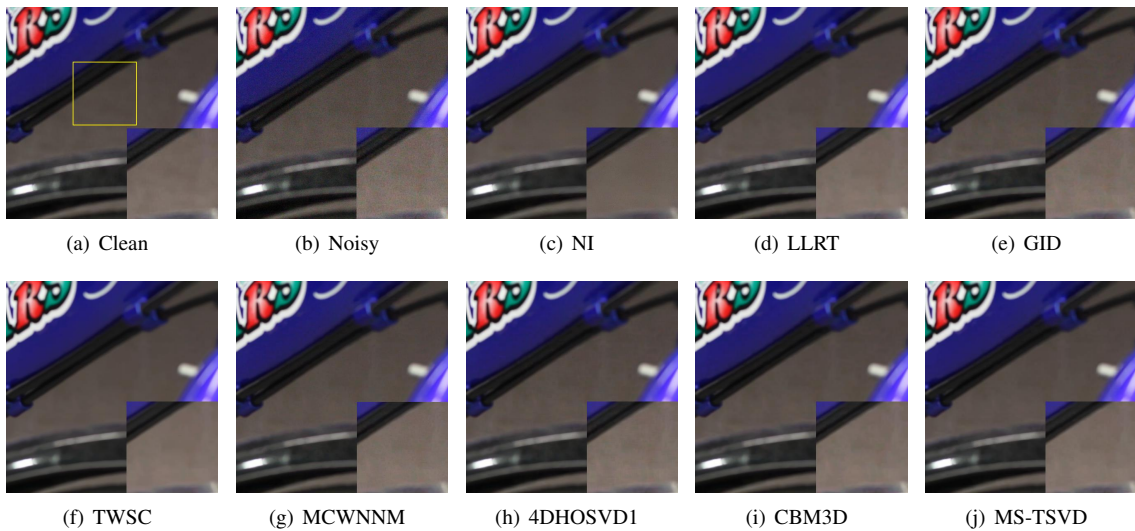 (a) Clean
(b) Noisy
(c) NI
(d) LLRT
(e) GID
(f) TWSC
(g) MCWNNM
(h) 4DHOSVD1
(i) CBM3D
(j) MS-TSVD